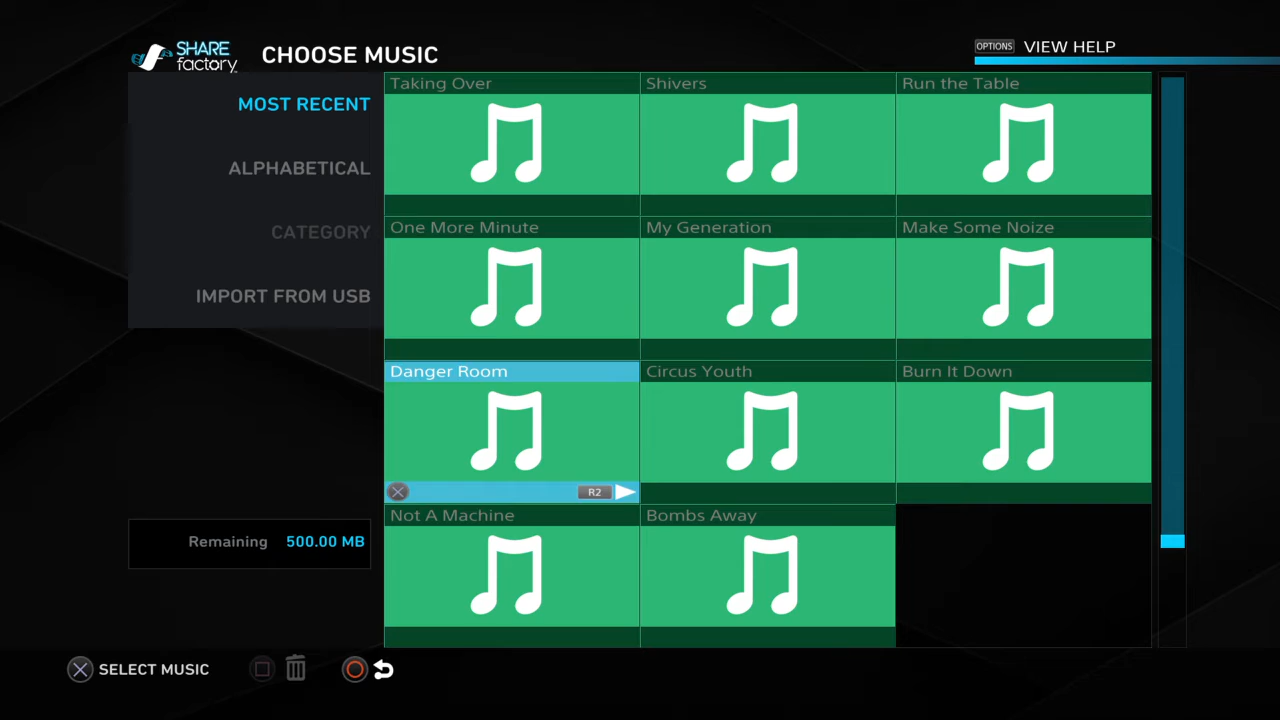 SHARE
factory
CHOOSE MUSIC
OPTIONS VIEW HELP
MOST RECENT
ALPHABETICAL
CATEGORY
IMPORT FROM USB
Remaining 500.00 MB
Taking Over
Shivers
Run the Table
One More Minute
My Generation
Make Some Noize
Danger Room
R2
Circus Youth
Burn It Down
Not A Machine
Bombs Away
SELECT MUSIC